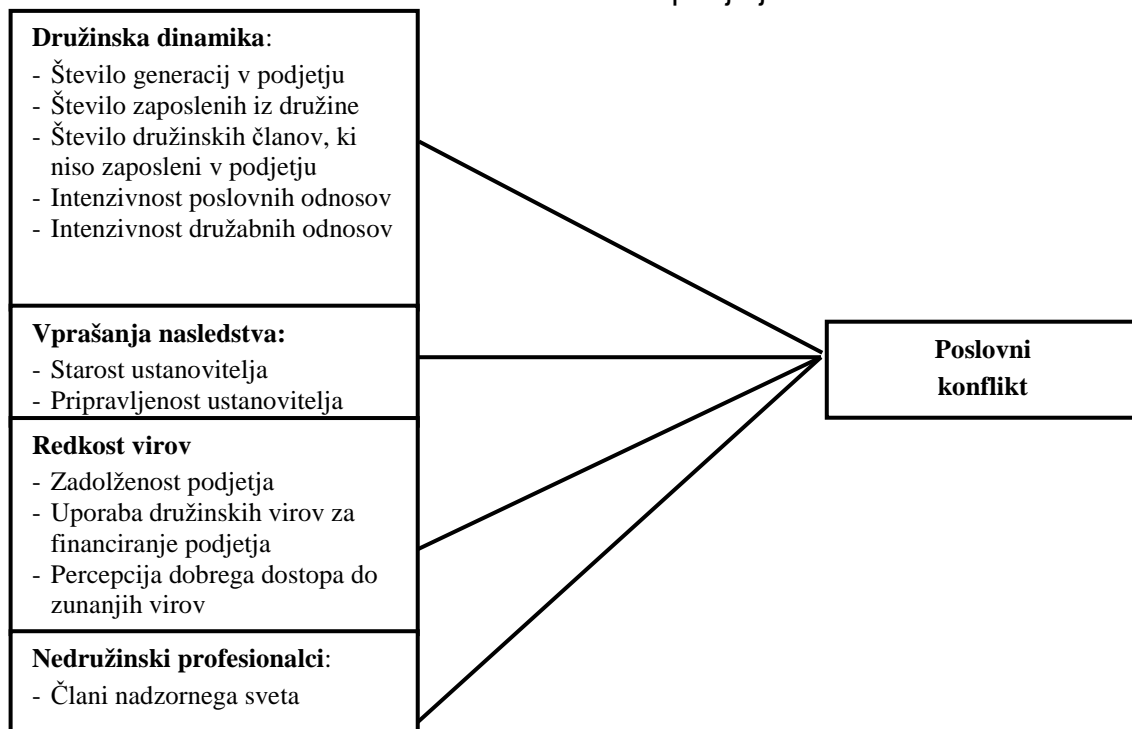 Družinska dinamika:
- Število generacij v podjetju
- Število zaposlenih iz družine
- Število družinskih članov, ki
niso zaposleni v podjetju
- Intenzivnost poslovnih odnosov
- Intenzivnost družabnih odnosov
Vprašanja nasledstva:
- Starost ustanovitelja
- Pripravljenost ustanovitelja
Redkost virov
- Zadolženost podjetja
- Uporaba družinskih virov za
financiranje podjetja
- Percepcija dobrega dostopa do
zunanjih virov
Nedružinski profesionalci:
- Člani nadzornega sveta
Poslovni
konflikt